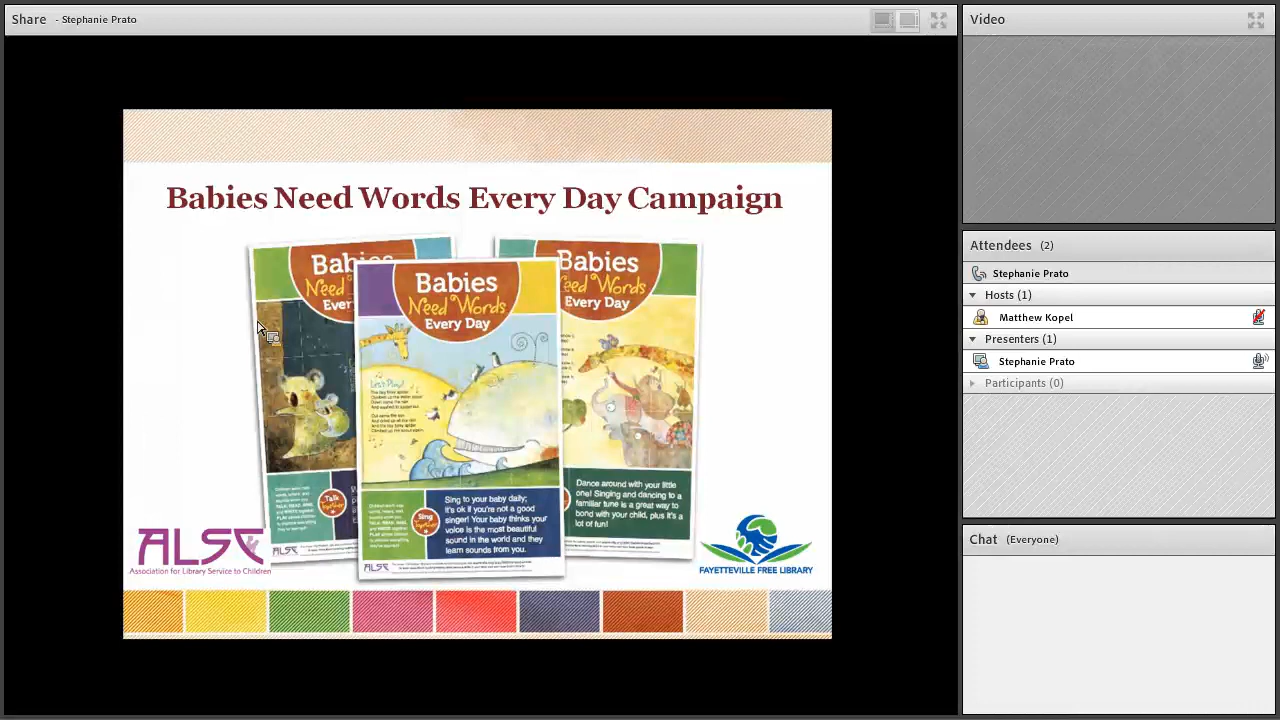 Share - Stephanie Prato
Video
Attendees (2)
Stephanie Prato
Hosts (1)
Matthew Kopel
Presenters (1)
Stephanie Prato
Participants (0)
Chat (Everyone)
Babies Need Words Every Day Campaign
Babies
Need
Every
Talk
Together
ALSC
Babies
Need Words
Every Day
Let's Play!
Sing
Together
Sing to your baby daily;
it's ok if you're not a good
singer! Your baby thinks your
voice is the most beautiful
sound in the world and they
learn sounds from you.
ALSC
Babies
Need Words
Every Day
Dance around with your little
one! Singing and dancing to a
familiar tune is a great way to
bond with your child, plus it's a
lot of fun!
ALSC
Association for Library Service to Children
FAYETTEVILLE FREE LIBRARY